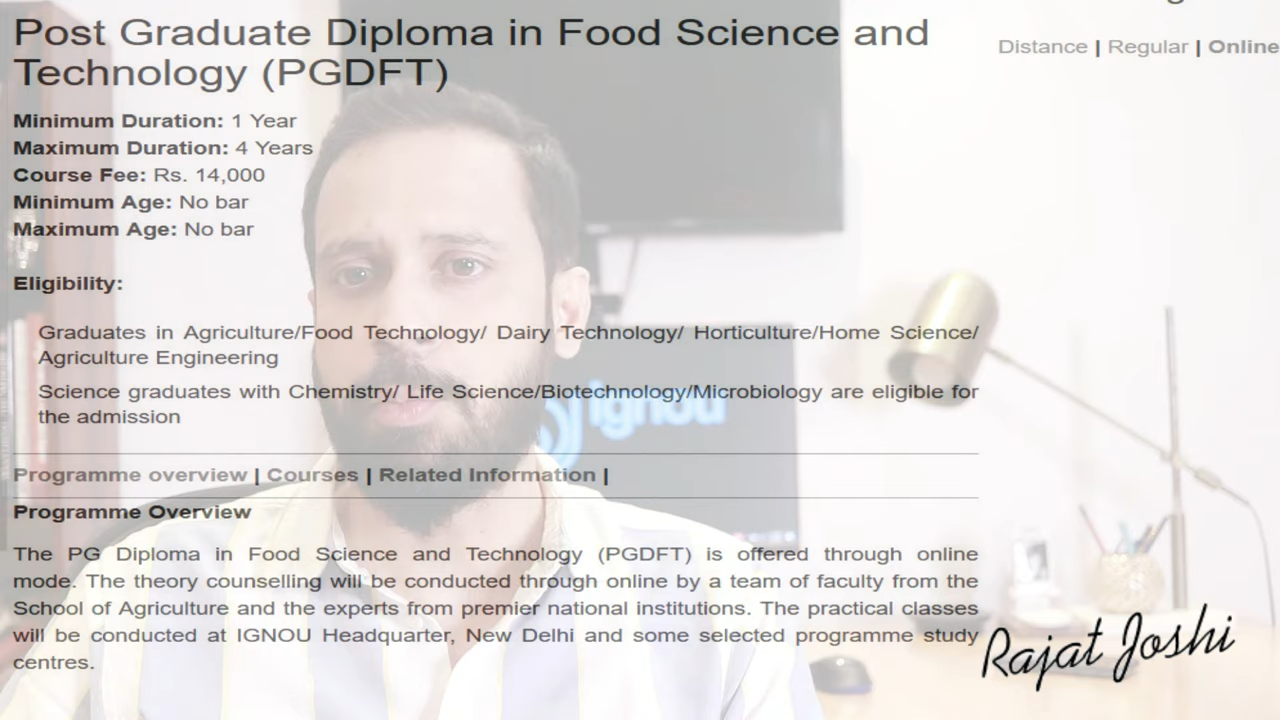 Post Graduate Diploma in Food Science and
Technology (PGDFT)
Distance | Regular | Online
Minimum Duration: 1 Year
Maximum Duration: 4 Years
Course Fee: Rs. 14,000
Minimum Age: No bar
Maximum Age: No bar
Eligibility:
Graduates in Agriculture/Food Technology/ Dairy Technology/ Horticulture/Home Science/
Agriculture Engineering
Science graduates with Chemistry/ Life Science/Biotechnology/Microbiology are eligible for
the admission
ignou
Programme overview | Courses | Related Information |
Programme Overview
The PG Diploma in Food Science and Technology (PGDFT) is offered through online
mode. The theory counselling will be conducted through online by a team of faculty from the
School of Agriculture and the experts from premier national institutions. The practical classes
will be conducted at IGNOU Headquarter, New Delhi and some selected programme study
centres.
Rajat Joshi